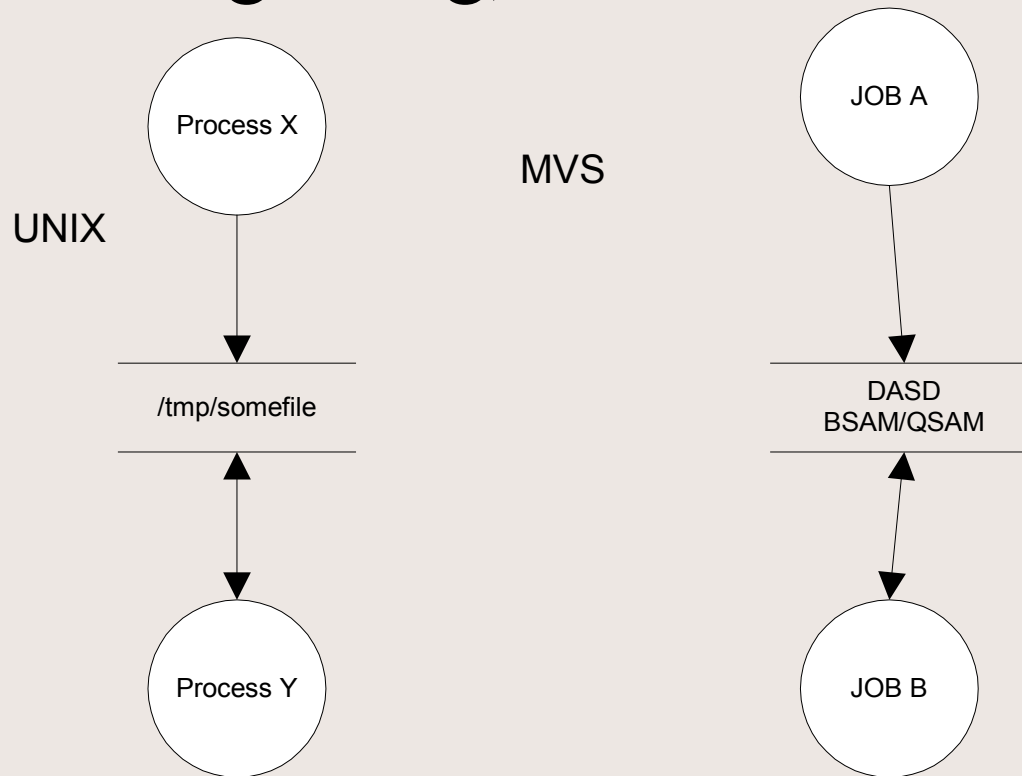 Process X
JOB A
MVS
UNIX
/tmp/somefile
DASD
BSAM/QSAM
Process Y
JOB B